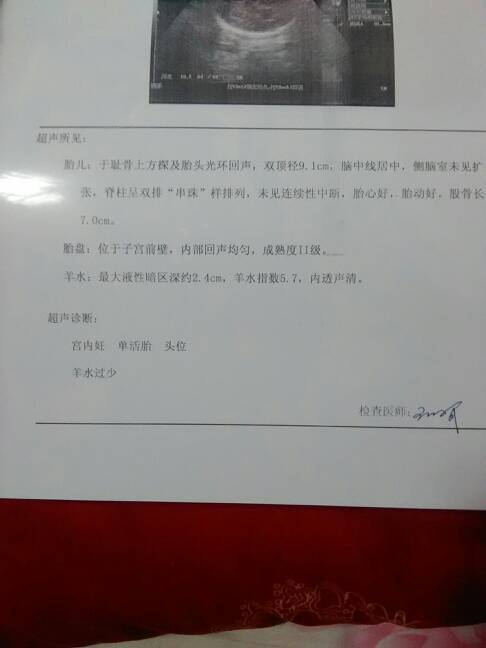 超声所见：
胎儿：于耻骨上方探及胎头光环回声，双顶径9.1cm，脑中线居中，侧脑室未见扩
张，脊柱呈双排“串珠”样排列，未见连续性中断，胎心好，胎动好，股骨长
7.0cm。
胎盘：位于子宫前壁，内部回声均匀，成熟度II级。
羊水：最大液性暗区深约2.4cm，羊水指数5.7，内透声清。
超声诊断：
宫内妊 单活胎 头位
羊水过少
检查医师：